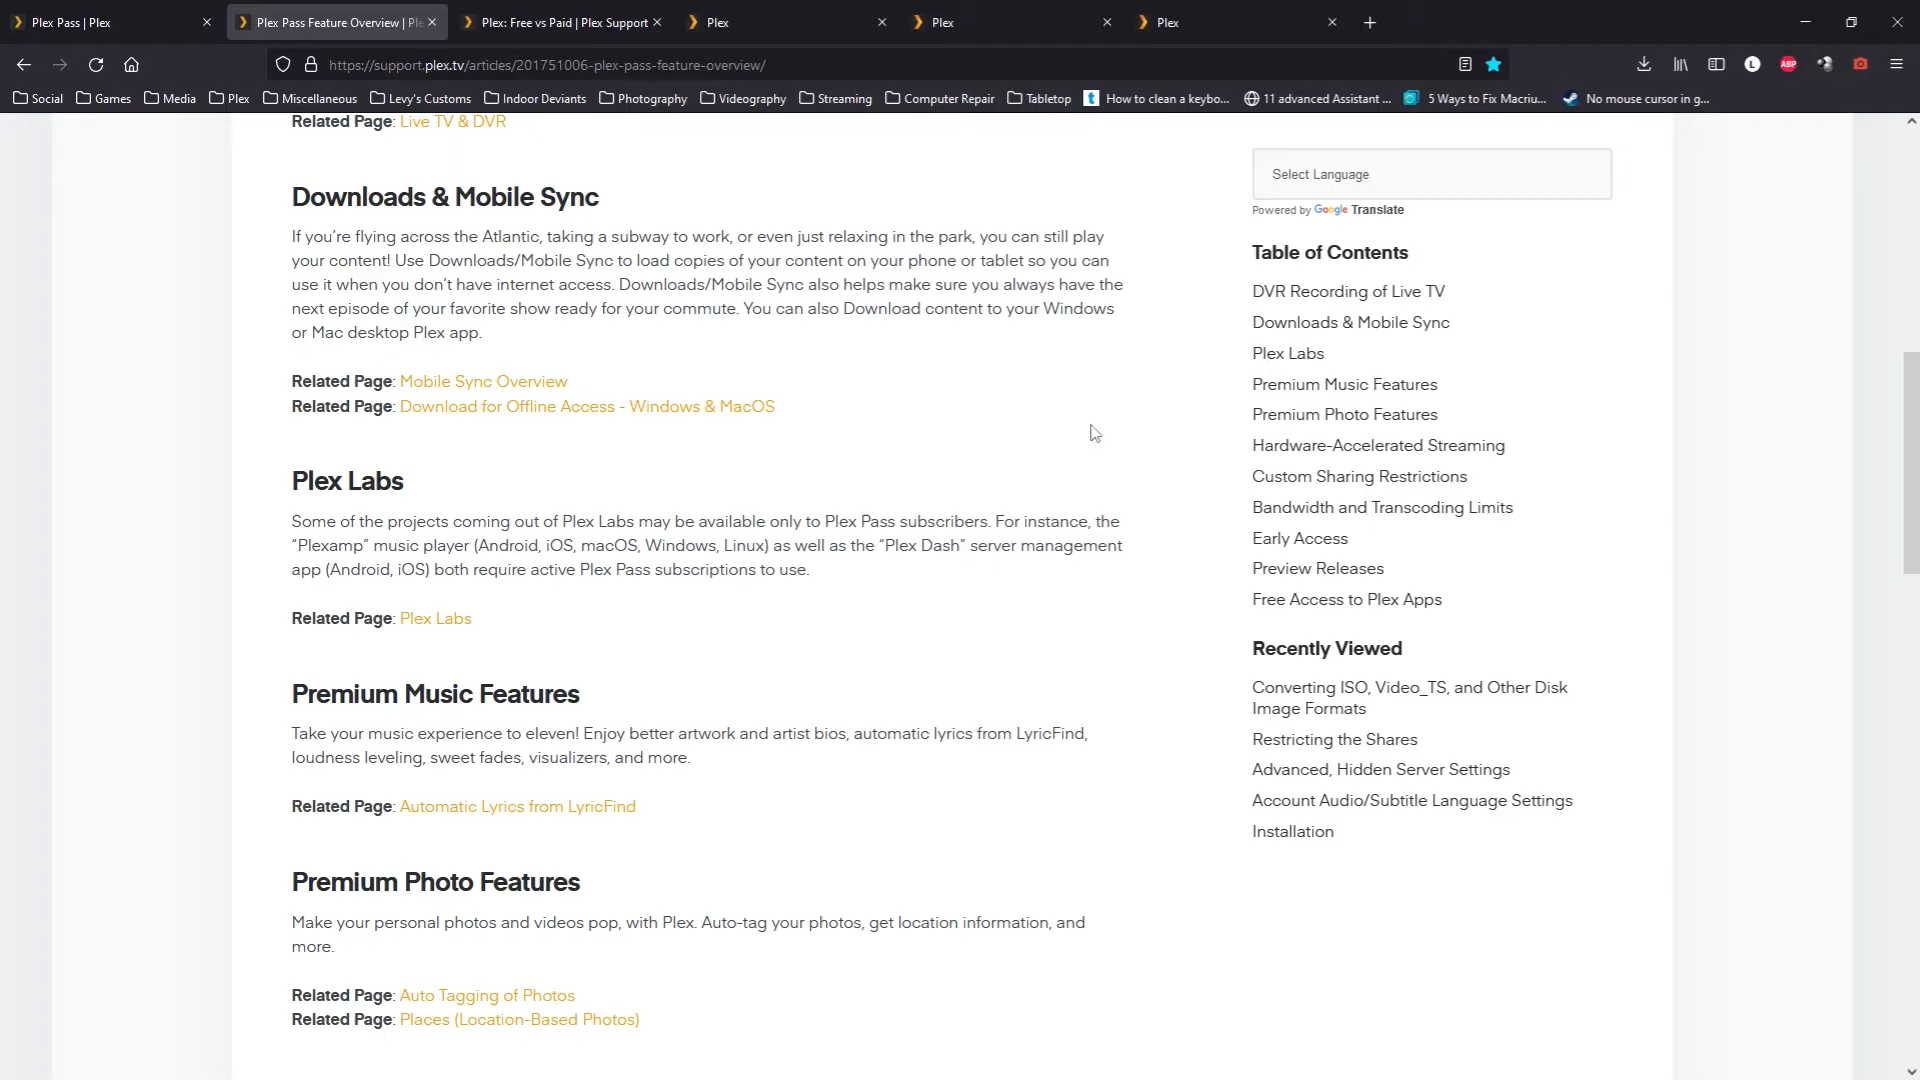 Plex Pass | Plex
Plex Pass Feature Overview | Ple
Plex: Free vs Paid | Plex Support
Plex
Plex
Plex
https://support.plex.tv/articles/201751006-plex-pass-feature-overview/
L
ABP
Social
Games
Media
Plex
Miscellaneous
Levy's Customs
Indoor Deviants
Photography
Videography
Streaming
Computer Repair
Tabletop
t
How to clean a keybo...
11 advanced Assistant ...
5 Ways to Fix Macriu...
No mouse cursor in g...
Related Page: Live TV & DVR
Downloads & Mobile Sync
If you’re flying across the Atlantic, taking a subway to work, or even just relaxing in the park, you can still play
your content! Use Downloads/Mobile Sync to load copies of your content on your phone or tablet so you can
use it when you don’t have internet access. Downloads/Mobile Sync also helps make sure you always have the
next episode of your favorite show ready for your commute. You can also Download content to your Windows
or Mac desktop Plex app.
Related Page: Mobile Sync Overview
Related Page: Download for Offline Access - Windows & MacOS
Plex Labs
Some of the projects coming out of Plex Labs may be available only to Plex Pass subscribers. For instance, the
“Plexamp” music player (Android, iOS, macOS, Windows, Linux) as well as the “Plex Dash” server management
app (Android, iOS) both require active Plex Pass subscriptions to use.
Related Page: Plex Labs
Premium Music Features
Take your music experience to eleven! Enjoy better artwork and artist bios, automatic lyrics from LyricFind,
loudness leveling, sweet fades, visualizers, and more.
Related Page: Automatic Lyrics from LyricFind
Premium Photo Features
Make your personal photos and videos pop, with Plex. Auto-tag your photos, get location information, and
more.
Related Page: Auto Tagging of Photos
Related Page: Places (Location-Based Photos)
Select Language
Powered by Google Translate
Table of Contents
DVR Recording of Live TV
Downloads & Mobile Sync
Plex Labs
Premium Music Features
Premium Photo Features
Hardware-Accelerated Streaming
Custom Sharing Restrictions
Bandwidth and Transcoding Limits
Early Access
Preview Releases
Free Access to Plex Apps
Recently Viewed
Converting ISO, Video_TS, and Other Disk
Image Formats
Restricting the Shares
Advanced, Hidden Server Settings
Account Audio/Subtitle Language Settings
Installation